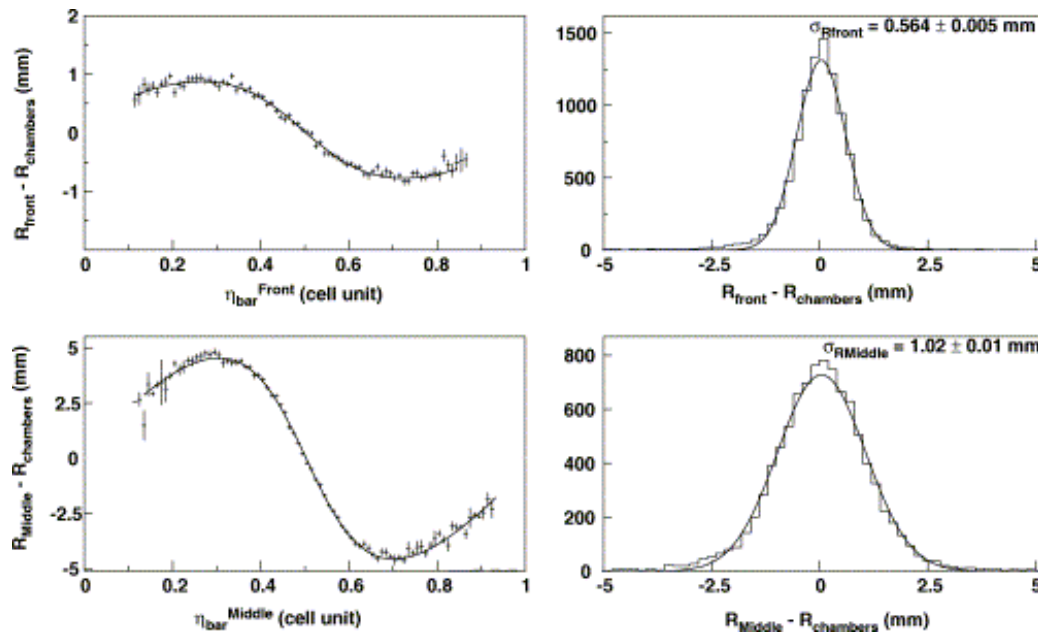 2
1
0
-1
R_front - R_chambers (mm)
0 0.2 0.4 0.6 0.8 1
η_bar^Front (cell unit)
σ_Rfront = 0.564 ± 0.005 mm
1500
1250
1000
750
500
250
0
-5 -2.5 0 2.5 5
R_front - R_chambers (mm)
5
2.5
0
-2.5
-5
R_Middle - R_chambers (mm)
0 0.2 0.4 0.6 0.8 1
η_bar^Middle (cell unit)
σ_RMiddle = 1.02 ± 0.01 mm
800
600
400
200
0
-5 -2.5 0 2.5 5
R_Middle - R_chambers (mm)